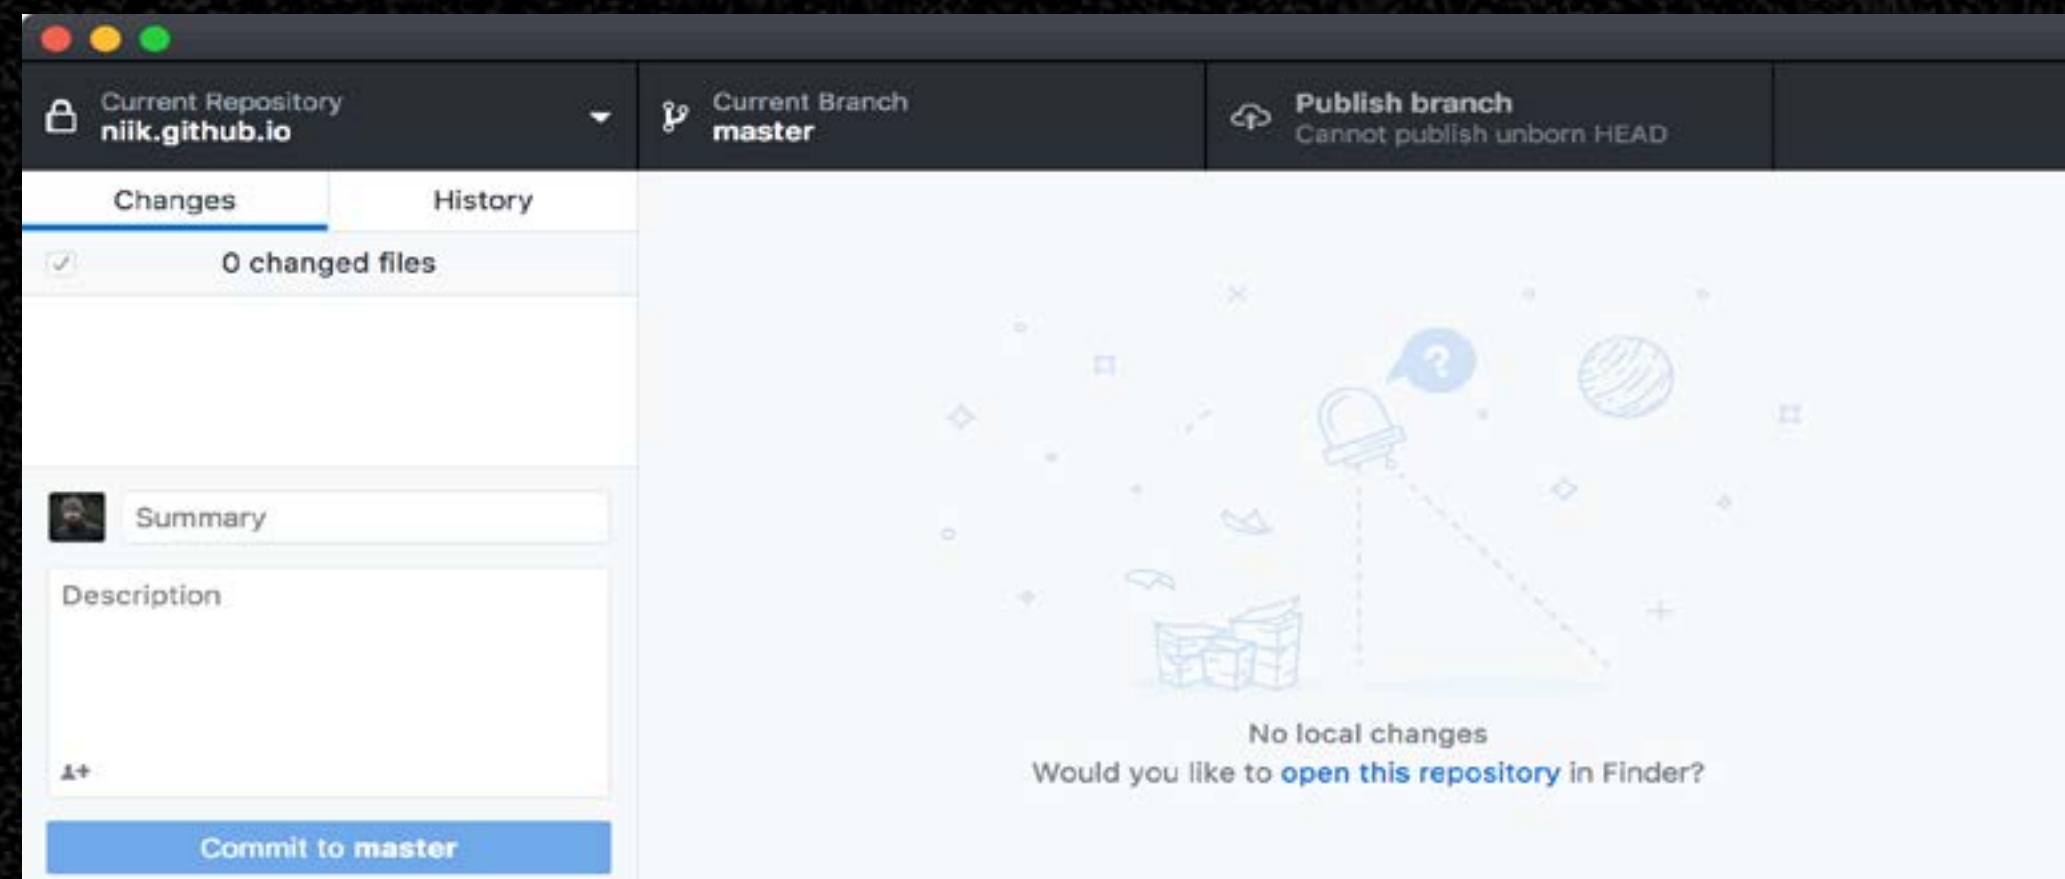 Current Repository
niik.github.io
Current Branch
master
Publish branch
Cannot publish unborn HEAD
Changes
History
0 changed files
?
Summary
Description
No local changes
Would you like to open this repository in Finder?
Commit to master